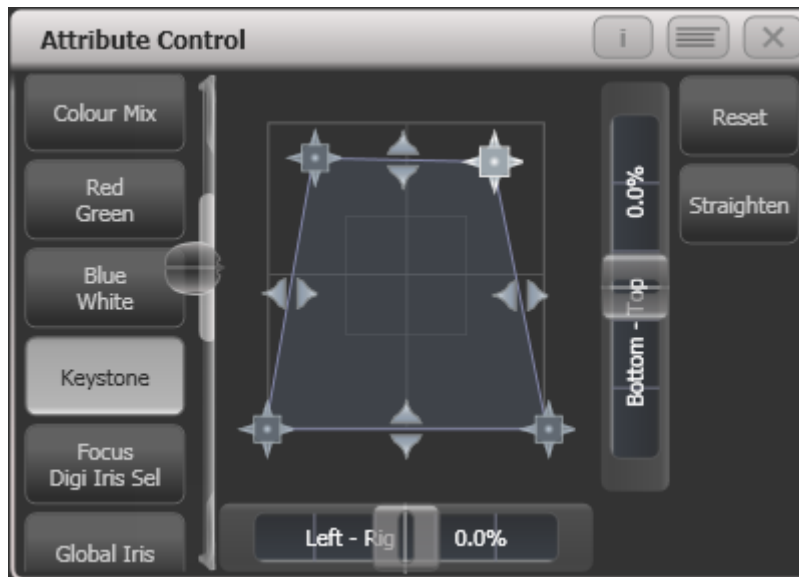 Attribute Control
i
Colour Mix
Red
Green
Blue
White
Keystone
Focus
Digi Iris Sel
Global Iris
Reset
Straighten
Bottom - Top
0.0%
Left - Rig
0.0%